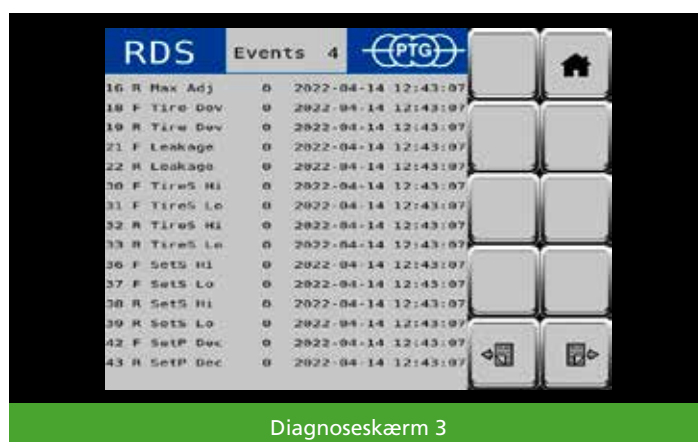 RDS Events 4 PTG
16 R Max Adj 0 2022-04-14 12:43:07
18 F Tire Dev 0 2022-04-14 12:43:07
19 R Tire Dev 0 2022-04-14 12:43:07
21 F Leakage 0 2022-04-14 12:43:07
22 R Leakage 0 2022-04-14 12:43:07
30 F TireS Hi 0 2022-04-14 12:43:07
31 F TireS Lo 0 2022-04-14 12:43:07
32 R TireS Hi 0 2022-04-14 12:43:07
33 R TireS Lo 0 2022-04-14 12:43:07
36 F SetS Hi 0 2022-04-14 12:43:07
37 F SetS Lo 0 2022-04-14 12:43:07
38 R SetS Hi 0 2022-04-14 12:43:07
39 R SetS Lo 0 2022-04-14 12:43:07
42 F SetP Dec 0 2022-04-14 12:43:07
43 R SetP Dec 0 2022-04-14 12:43:07
Diagnoseskærm 3